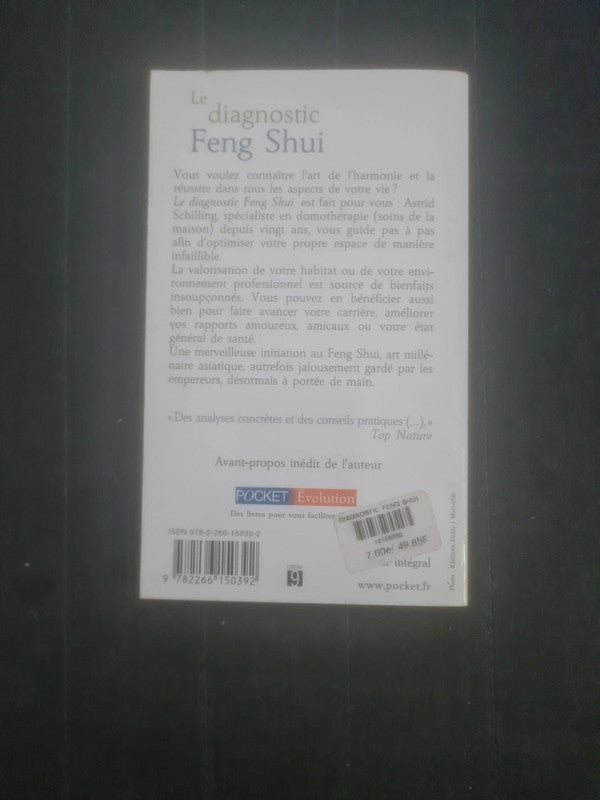 Le
diagnostic
Feng Shui
Vous voulez connaître l'art de l'harmonie et la
réussite dans tous les aspects de votre vie ?
Le diagnostic Feng Shui est fait pour vous : Astrid
Schilling, spécialiste en domothérapie (soins de la
maison) depuis vingt ans, vous guide pas à pas
afin d'optimiser votre propre espace de manière
infaillible.
La valorisation de votre habitat ou de votre envi-
ronnement professionnel est source de bienfaits
insoupçonnés. Vous pouvez en bénéficier aussi
bien pour faire avancer votre carrière, améliorer
vos rapports amoureux, amicaux ou votre état
général de santé.
Une merveilleuse initiation au Feng Shui, art millé-
naire asiatique, autrefois jalousement gardé par les
empereurs, désormais à portée de main.
« Des analyses concrètes et des conseils pratiques (...). »
Top Nature
Avant-propos inédit de l'auteur
POCKET Évolution
Des livres pour vous faciliter
DIAGNOSTIC FENG SHUI
7,60e/ 49,85F
ISBN 978-2-266-15039-2
9 782266 150392
9
intégral
www.pocket.fr
Photo :